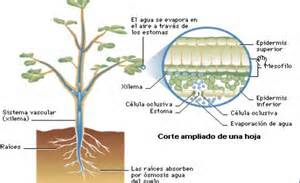 El agua se evapora en
el aire a través de
los estomas
Epidermis
superior
Mesófilo
Xilema
Célula oclusiva
Estoma
Epidermis
inferior
Célula oclusiva
Evaporación de agua
Corte ampliado de una hoja
Sistema
vascular
(xilema)
Raíces
Las raíces absorben
por ósmosis agua
del suelo